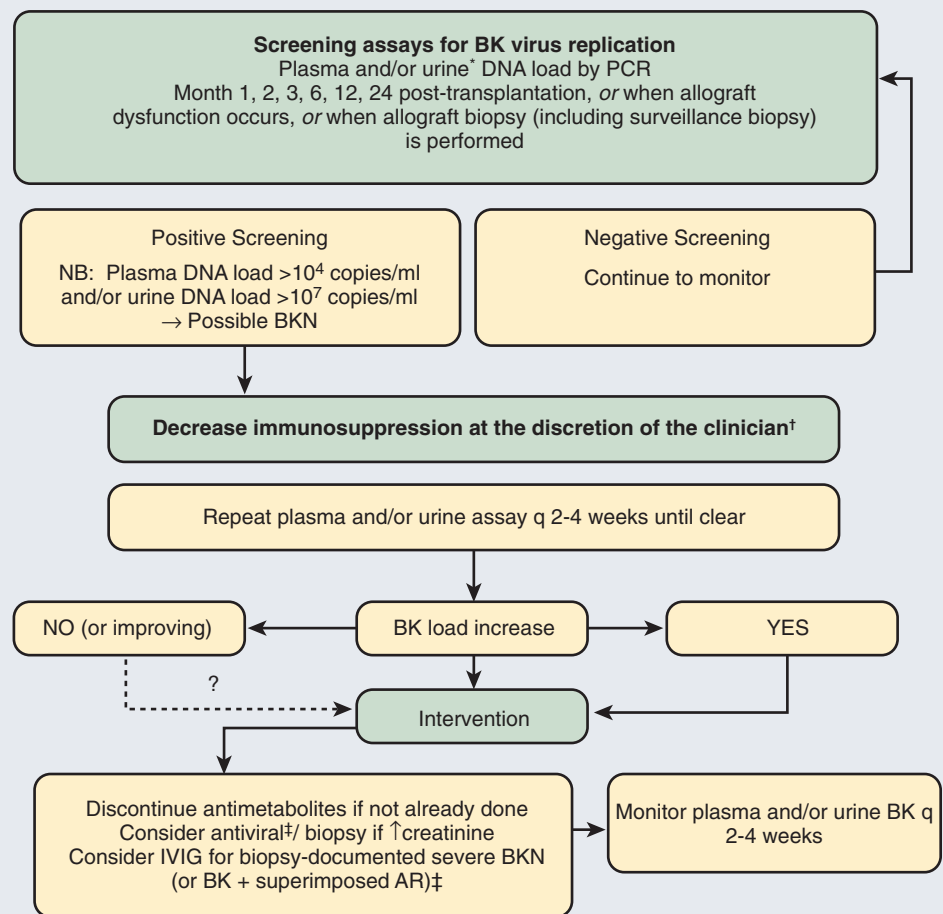 Screening assays for BK virus replication
Plasma and/or urine* DNA load by PCR
Month 1, 2, 3, 6, 12, 24 post-transplantation, or when allograft
dysfunction occurs, or when allograft biopsy (including surveillance biopsy)
is performed
Positive Screening
NB: Plasma DNA load >10⁴ copies/ml
and/or urine DNA load >10⁷ copies/ml
→ Possible BKN
Negative Screening
Continue to monitor
Decrease immunosuppression at the discretion of the clinician†
Repeat plasma and/or urine assay q 2-4 weeks until clear
NO (or improving)
BK load increase
YES
?
Intervention
Discontinue antimetabolites if not already done
Consider antiviral‡/ biopsy if ↑creatinine
Consider IVIG for biopsy-documented severe BKN
(or BK + superimposed AR)‡
Monitor plasma and/or urine BK q
2-4 weeks